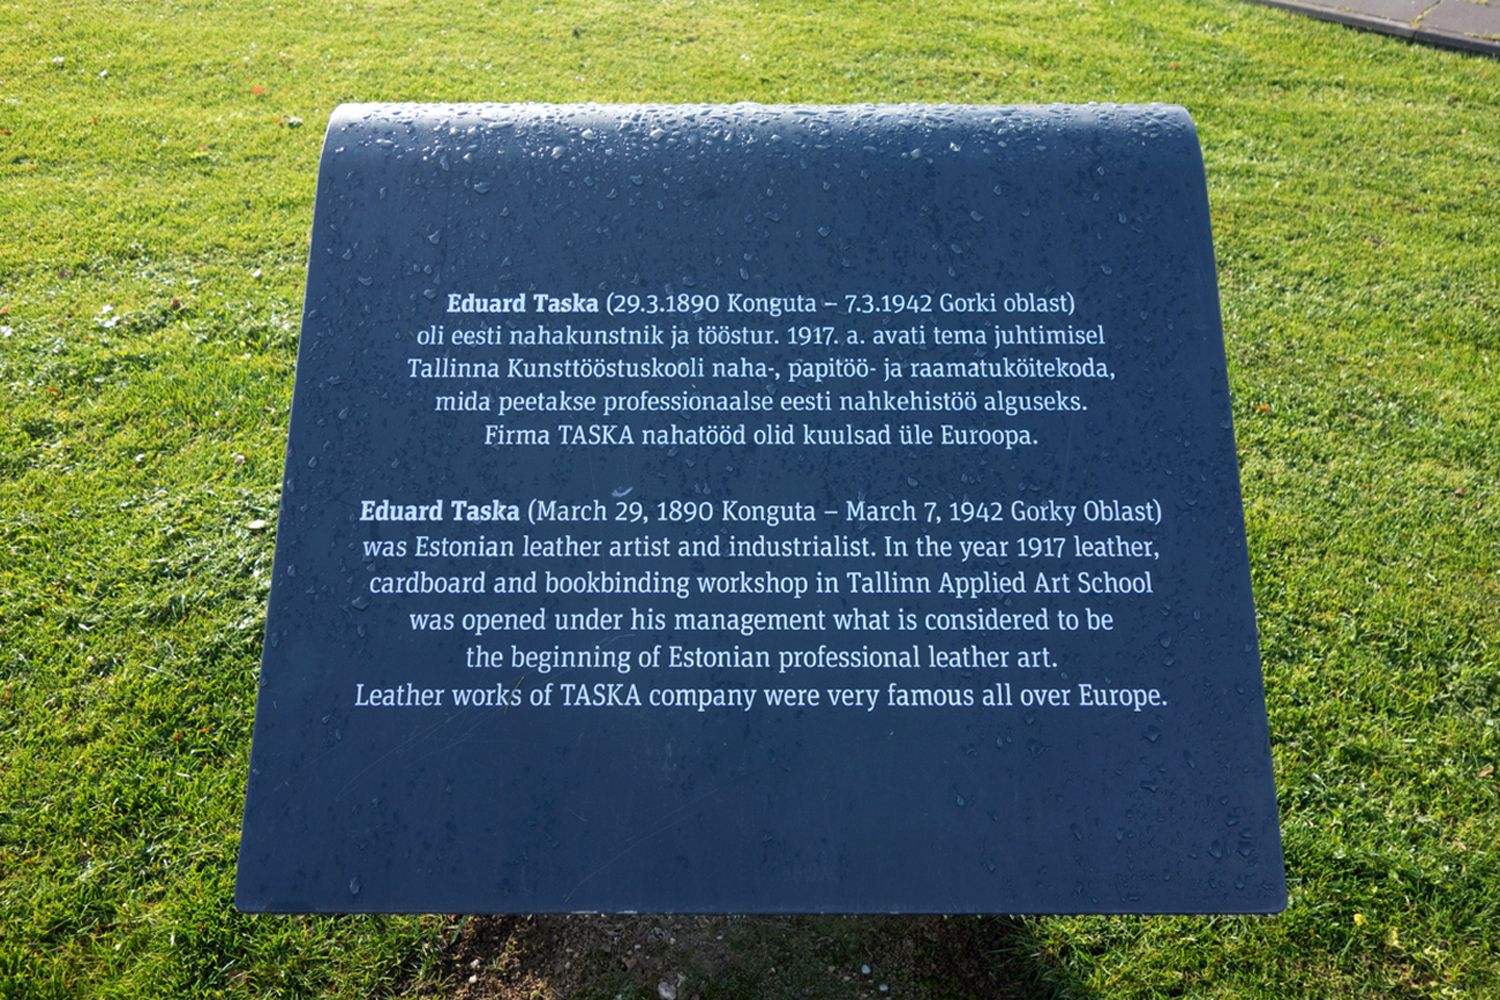 Eduard Taska (29.3.1890 Konguta – 7.3.1942 Gorki oblast)
oli eesti nahakunstnik ja tööstur. 1917. a. avati tema juhtimisel
Tallinna Kunsttööstuskooli naha-, papitöö- ja raamatuköitekoda,
mida peetakse professionaalse eesti nahkehistöö alguseks.
Firma TASKA nahatööd olid kuulsad üle Euroopa.
Eduard Taska (March 29, 1890 Konguta – March 7, 1942 Gorky Oblast)
was Estonian leather artist and industrialist. In the year 1917 leather,
cardboard and bookbinding workshop in Tallinn Applied Art School
was opened under his management what is considered to be
the beginning of Estonian professional leather art.
Leather works of TASKA company were very famous all over Europe.